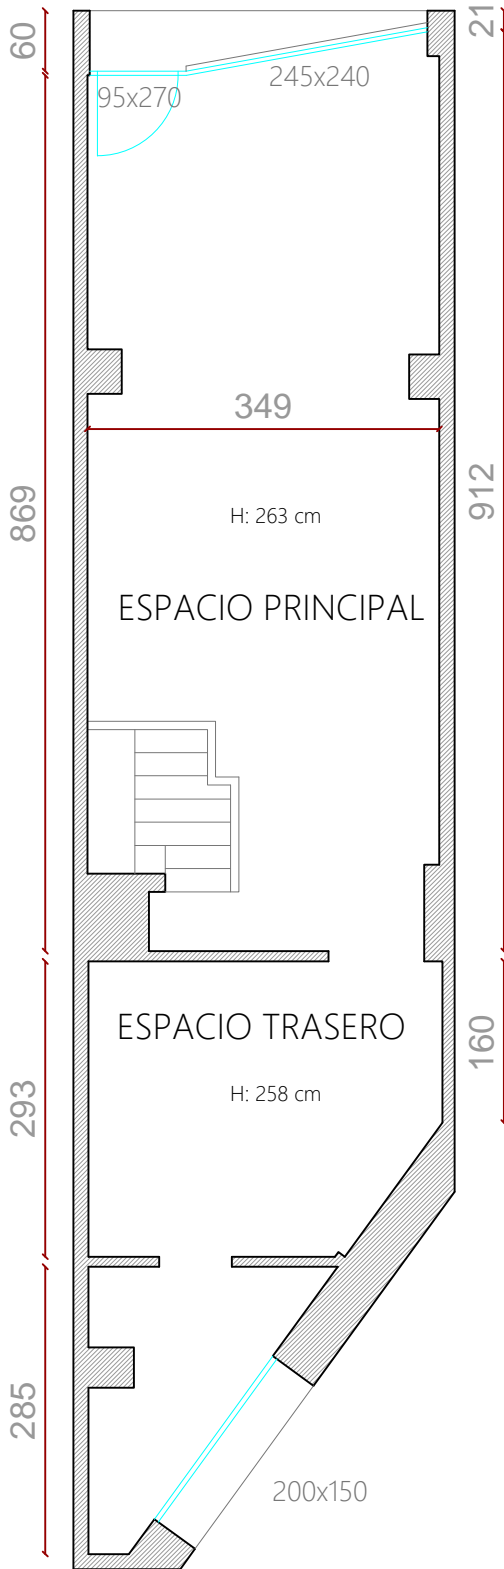 60
21
95x270
245x240
349
869
912
H: 263 cm
ESPACIO PRINCIPAL
ESPACIO TRASERO
160
H: 258 cm
293
285
200x150